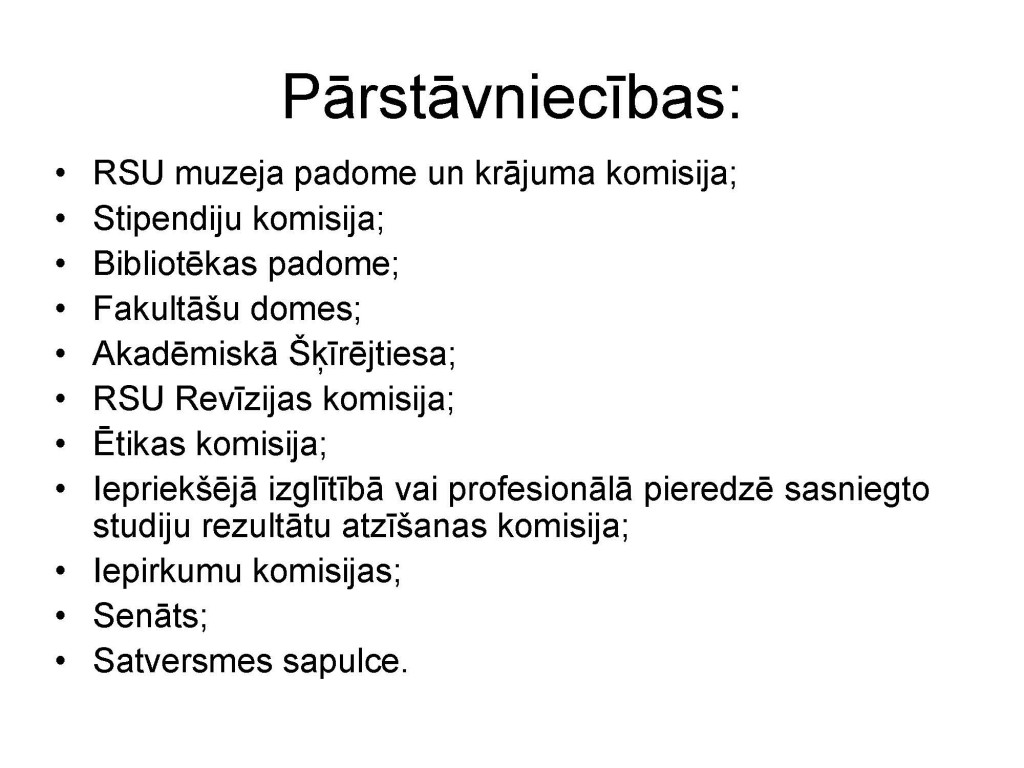 Pārstāvniecības:
• RSU muzeja padome un krājuma komisija;
• Stipendiju komisija;
• Bibliotēkas padome;
• Fakultāšu domes;
• Akadēmiskā Šķīrējtiesa;
• RSU Revīzijas komisija;
• Ētikas komisija;
• Iepriekšējā izglītībā vai profesionālā pieredzē sasniegto
studiju rezultātu atzīšanas komisija;
• Iepirkumu komisijas;
• Senāts;
• Satversmes sapulce.